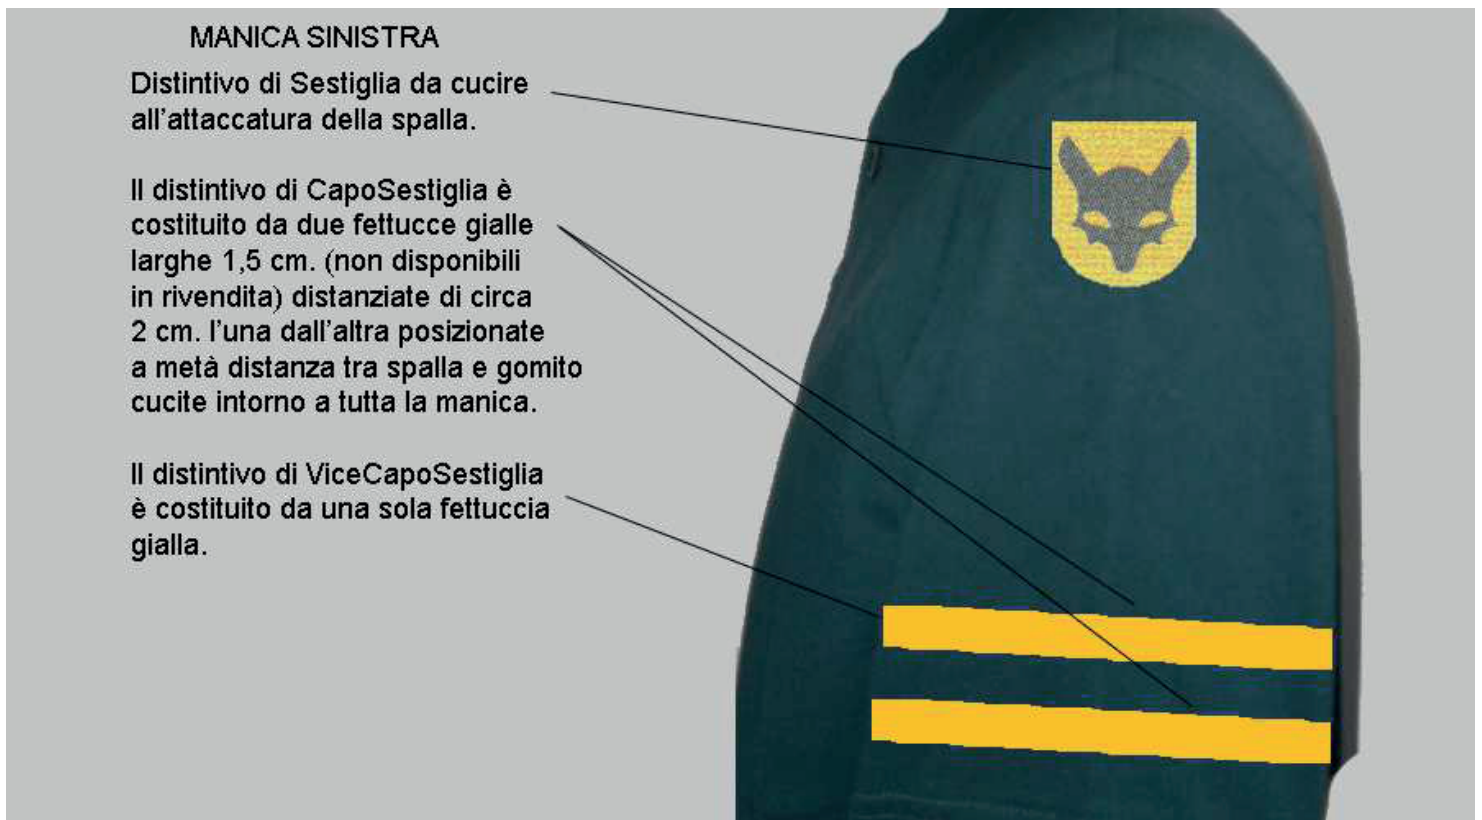 MANICA SINISTRA
Distintivo di Sestiglia da cucire
all'attaccatura della spalla.
Il distintivo di CapoSestiglia è
costituito da due fettucce gialle
larghe 1,5 cm. (non disponibili
in rivendita) distanziate di circa
2 cm. l'una dall'altra posizionate
a metà distanza tra spalla e gomito
cucite intorno a tutta la manica.
Il distintivo di ViceCapoSestiglia
è costituito da una sola fettuccia
gialla.